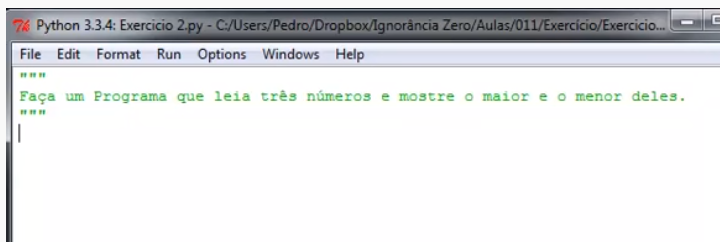 Python 3.3.4: Exercicio 2.py - C:/Users/Pedro/Dropbox/Ignorância Zero/Aulas/011/Exercício/Exercicio...
File Edit Format Run Options Windows Help
"""
Faça um Programa que leia três números e mostre o maior e o menor deles.
"""